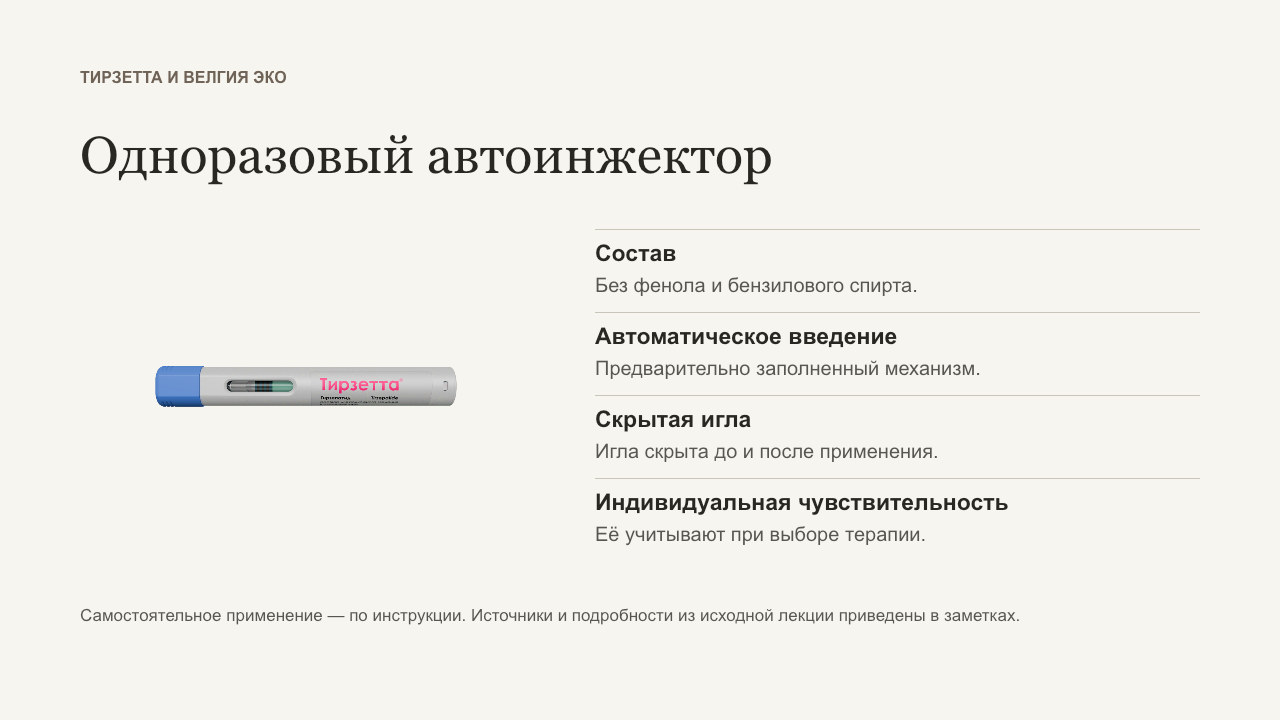 ТИРЗЕТТА И ВЕЛГИЯ ЭКО
Одноразовый автоинжектор
Состав
Без фенола и бензилового спирта.
Автоматическое введение
Предварительно заполненный механизм.
Тирзетта
Скрытая игла
Игла скрыта до и после применения.
Индивидуальная чувствительность
Её учитывают при выборе терапии.
Самостоятельное применение — по инструкции. Источники и подробности из исходной лекции приведены в заметках.